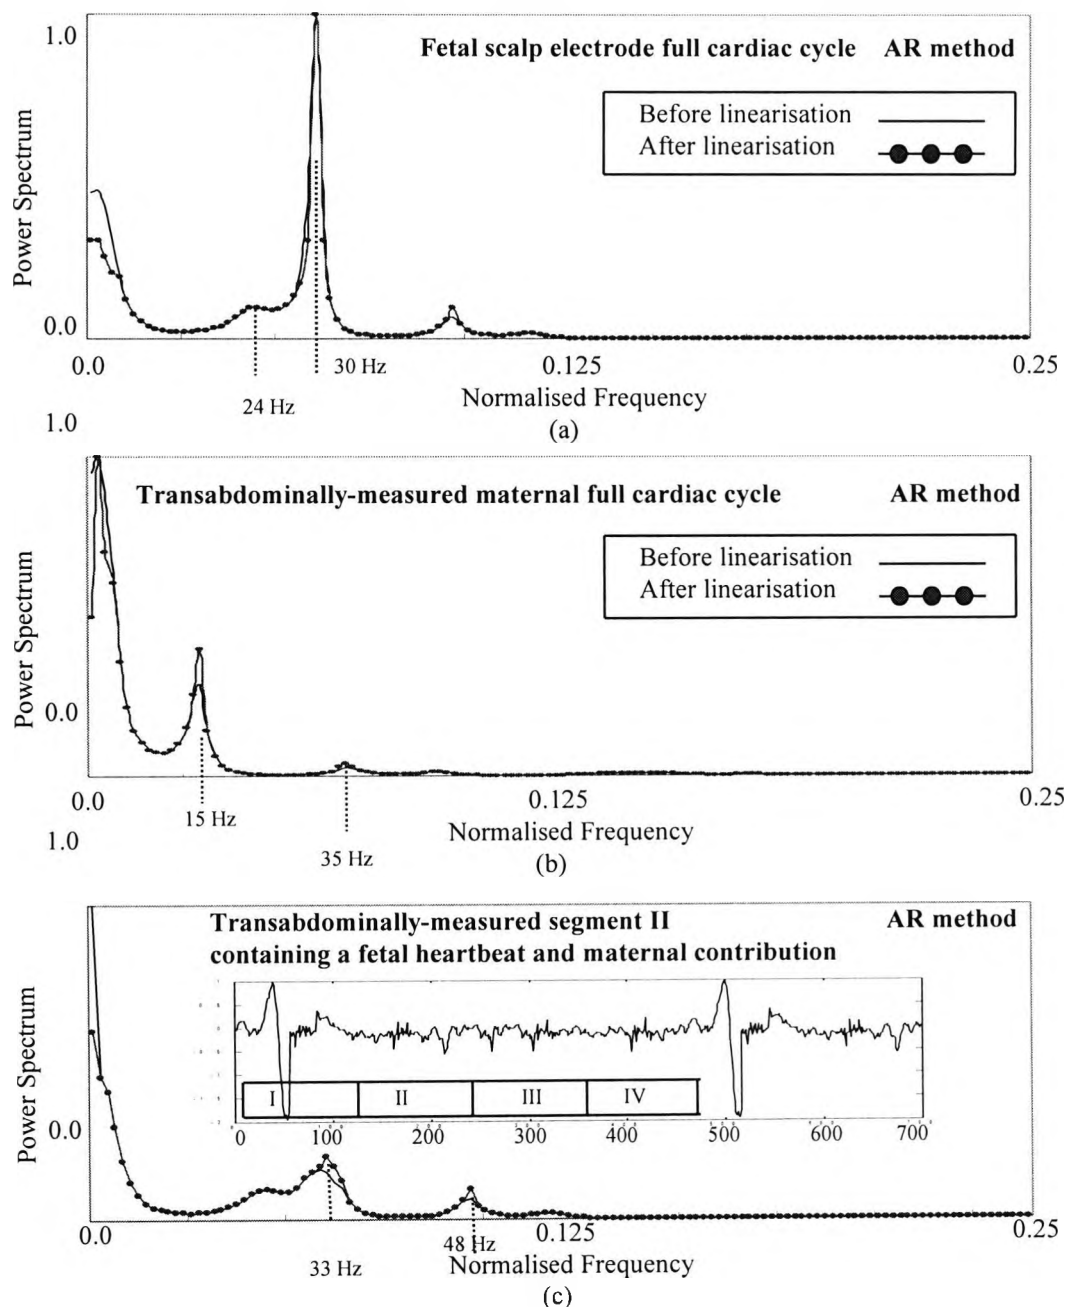 1.0
Fetal scalp electrode full cardiac cycle AR method
Before linearisation
After linearisation
Power Spectrum
0.0
0.0
30 Hz
0.125
0.25
24 Hz
Normalised Frequency
(a)
1.0
Transabdominally-measured maternal full cardiac cycle AR method
Before linearisation
After linearisation
Power Spectrum
0.0
0.0
15 Hz
0.125
0.25
1.0
35 Hz
Normalised Frequency
(b)
Transabdominally-measured segment II AR method
containing a fetal heartbeat and maternal contribution
Power Spectrum
I II III IV
0 100 200 300 400 500 600 700
0.0
0.0
48 Hz
0.125
0.25
33 Hz
Normalised Frequency
(c)